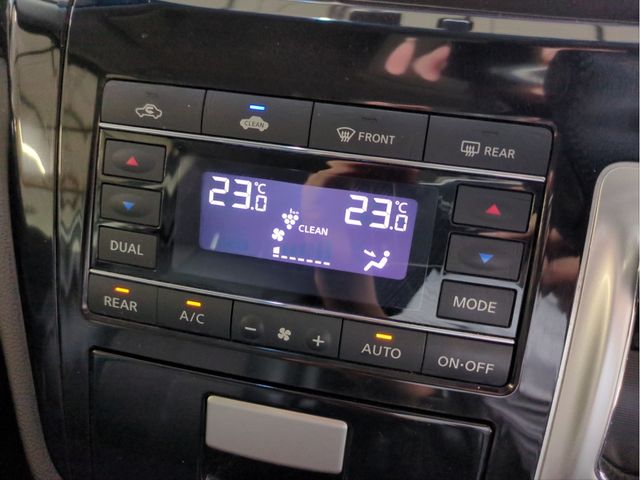 CLEAN
FRONT
REAR
23.0°C
23.0°C
CLEAN
DUAL
MODE
REAR
A/C
− +
AUTO
ON·OFF